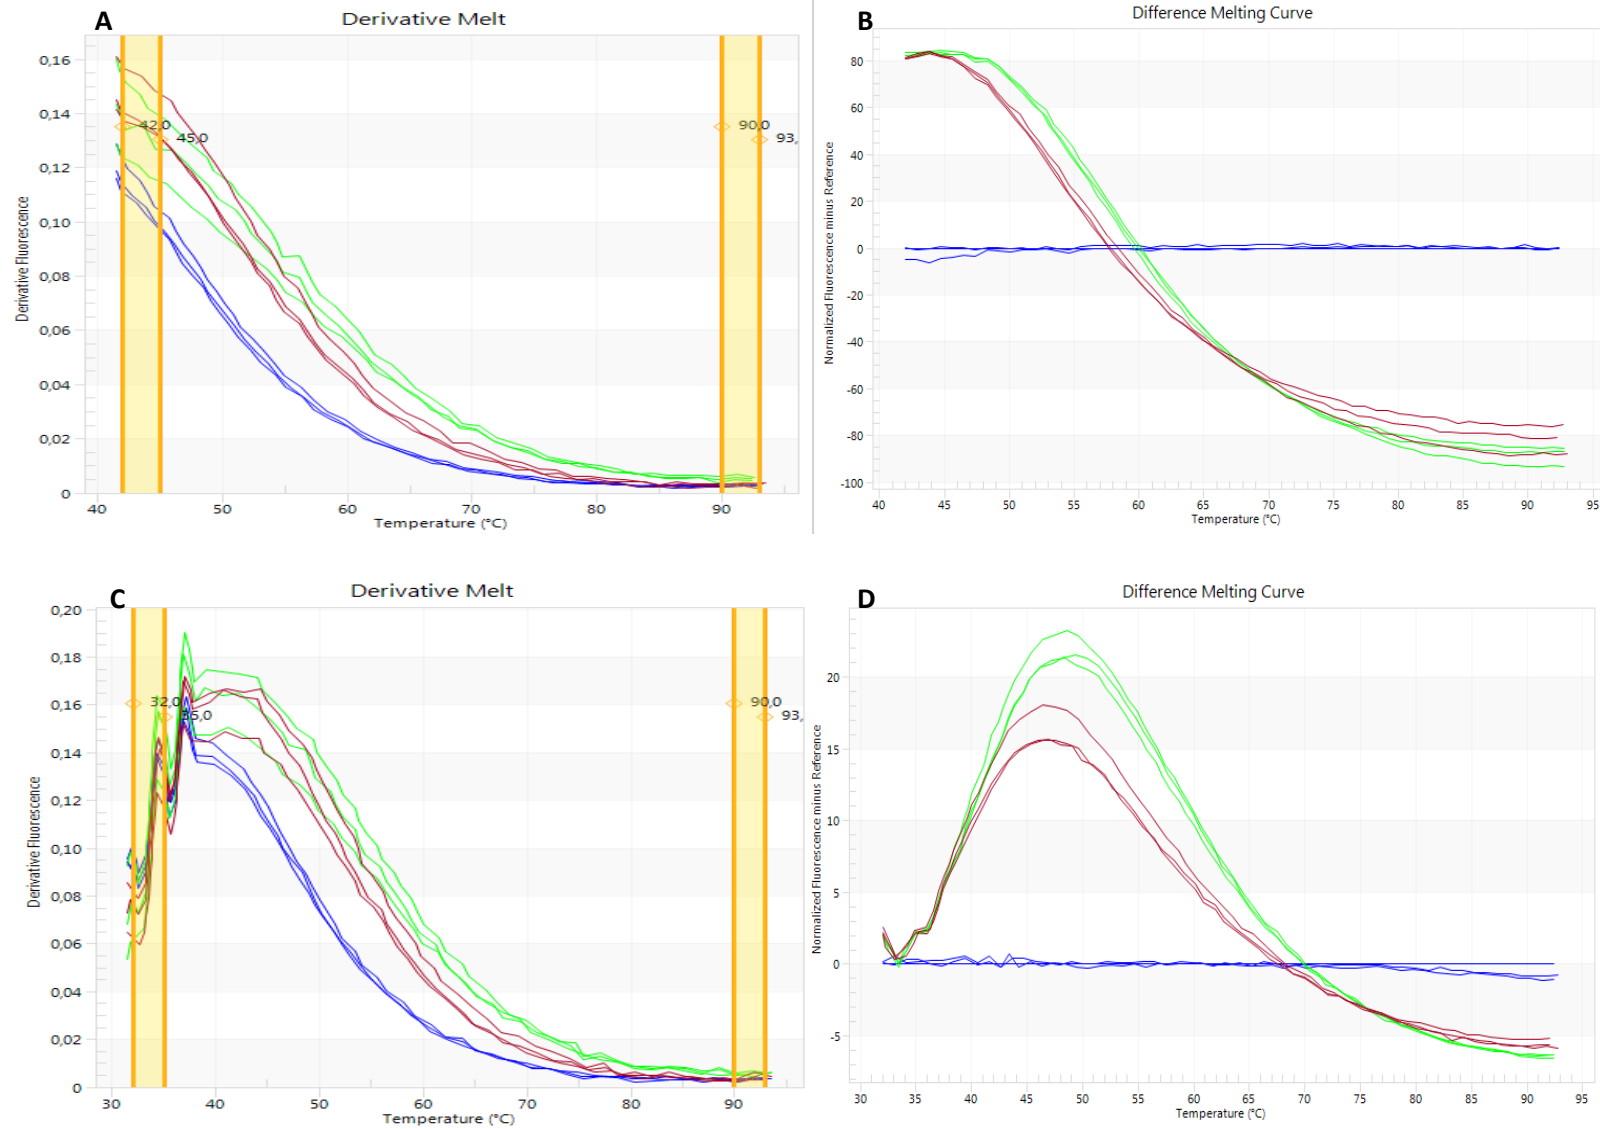 A
Derivative Melt
Derivative Fluorescence
0,16
0,14
0,12
0,10
0,08
0,06
0,04
0,02
0
42,0
45,0
90,0
93,
40 50 60 70 80 90
Temperature (°C)
B
Difference Melting Curve
Normalized Fluorescence minus Reference
80
60
40
20
0
-20
-40
-60
-80
-100
40 45 50 55 60 65 70 75 80 85 90 95
Temperature (°C)
C
Derivative Melt
Derivative Fluorescence
0,20
0,18
0,16
0,14
0,12
0,10
0,08
0,06
0,04
0,02
0
32,0
35,0
90,0
93,
30 40 50 60 70 80 90
Temperature (°C)
D
Difference Melting Curve
Normalized Fluorescence minus Reference
20
15
10
5
0
-5
30 35 40 45 50 55 60 65 70 75 80 85 90 95
Temperature (°C)